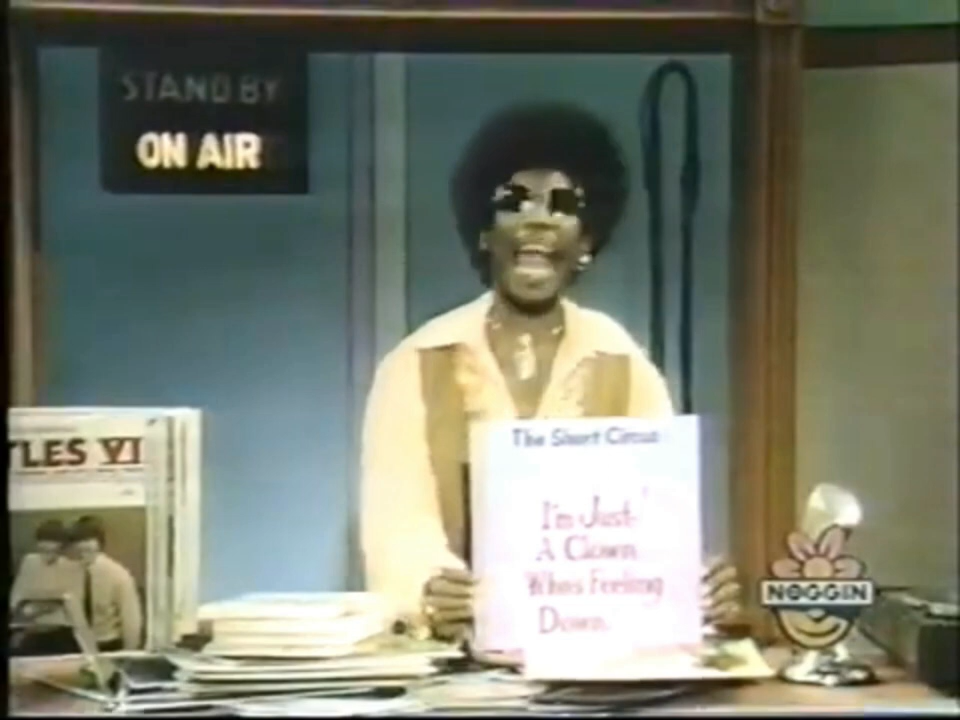 STAND BY
ON AIR
TLES VI
The Short Circus
I'm Just
A Clown
Who's Feeling
Down.
NOGGIN